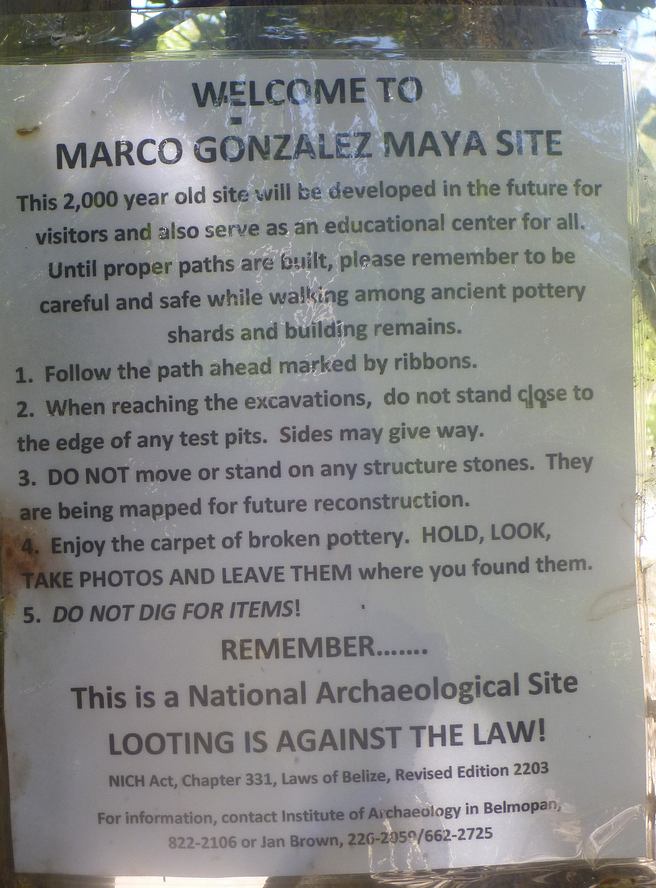 WELCOME TO
MARCO GONZALEZ MAYA SITE
This 2,000 year old site will be developed in the future for
visitors and also serve as an educational center for all.
Until proper paths are built, please remember to be
careful and safe while walking among ancient pottery
shards and building remains.
1. Follow the path ahead marked by ribbons.
2. When reaching the excavations, do not stand close to
the edge of any test pits. Sides may give way.
3. DO NOT move or stand on any structure stones. They
are being mapped for future reconstruction.
4. Enjoy the carpet of broken pottery. HOLD, LOOK,
TAKE PHOTOS AND LEAVE THEM where you found them.
5. DO NOT DIG FOR ITEMS!
REMEMBER.......
This is a National Archaeological Site
LOOTING IS AGAINST THE LAW!
NICH Act, Chapter 331, Laws of Belize, Revised Edition 2203
For information, contact Institute of Archaeology in Belmopan,
822-2106 or Jan Brown, 226-2059/662-2725